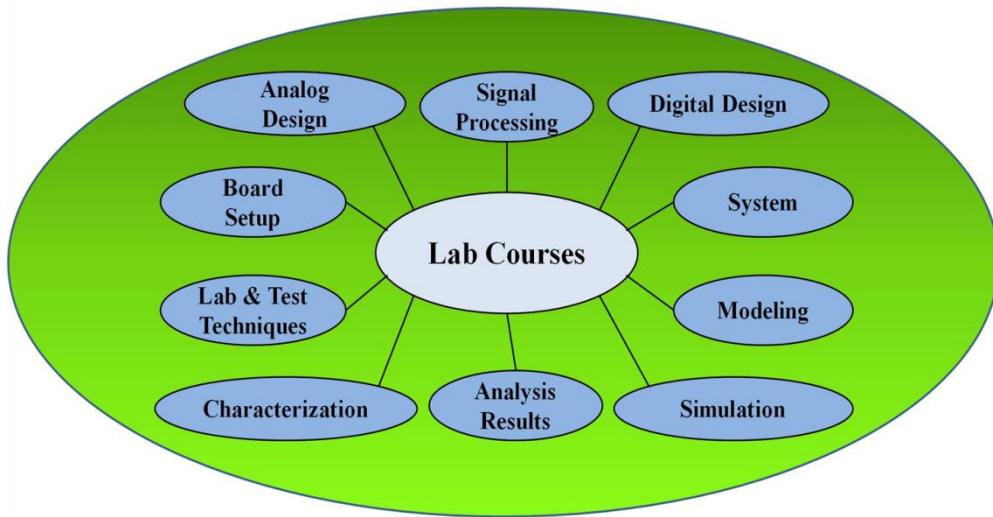 Analog
Design
Signal
Processing
Digital Design
Board
Setup
System
Lab Courses
Lab & Test
Techniques
Modeling
Characterization
Analysis
Results
Simulation